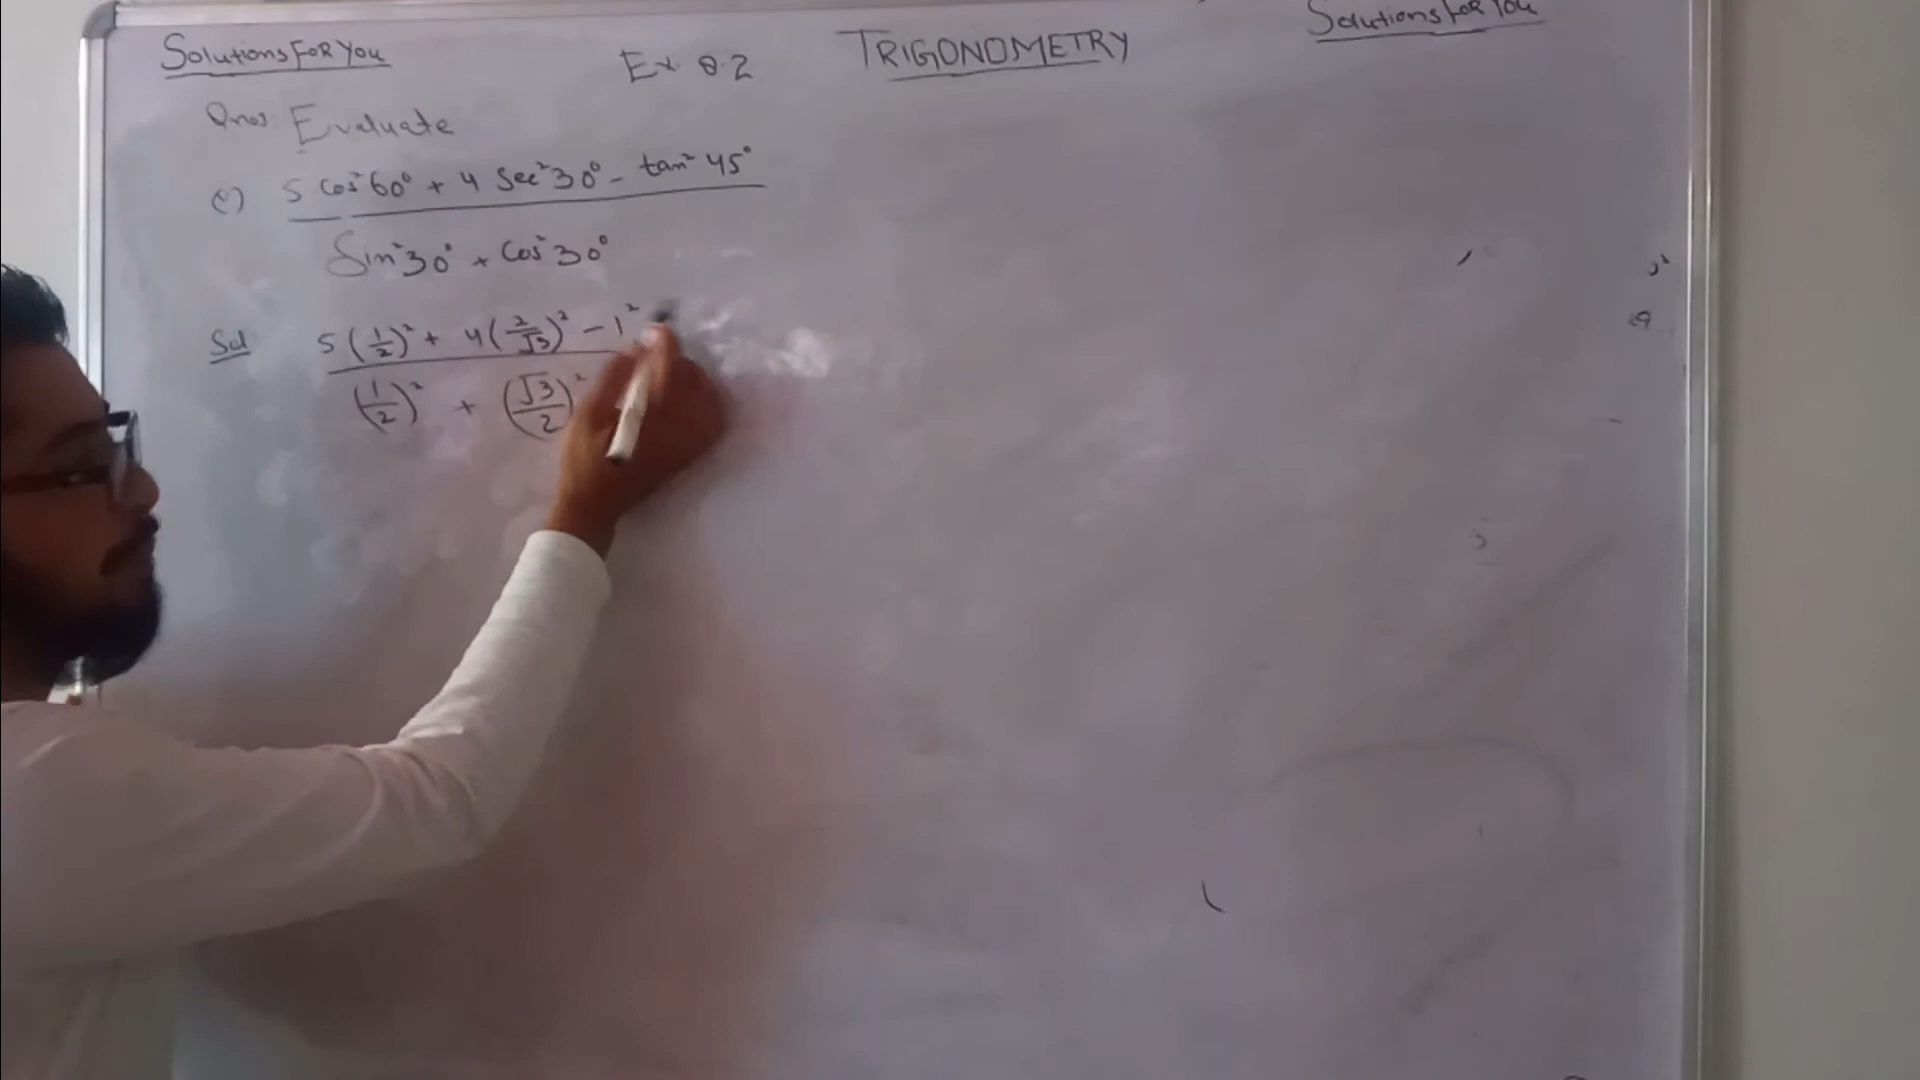 Solutions For You
Ex 8.2
TRIGONOMETRY
Solutions for You
Qno1: Evaluate
(v) 5 cos²60° + 4 Sec²30° - tan²45°
Sin²30° + Cos²30°
Sol 5(1/2)² + 4(2/√3)² - 1²
(1/2)² + (√3/2)²